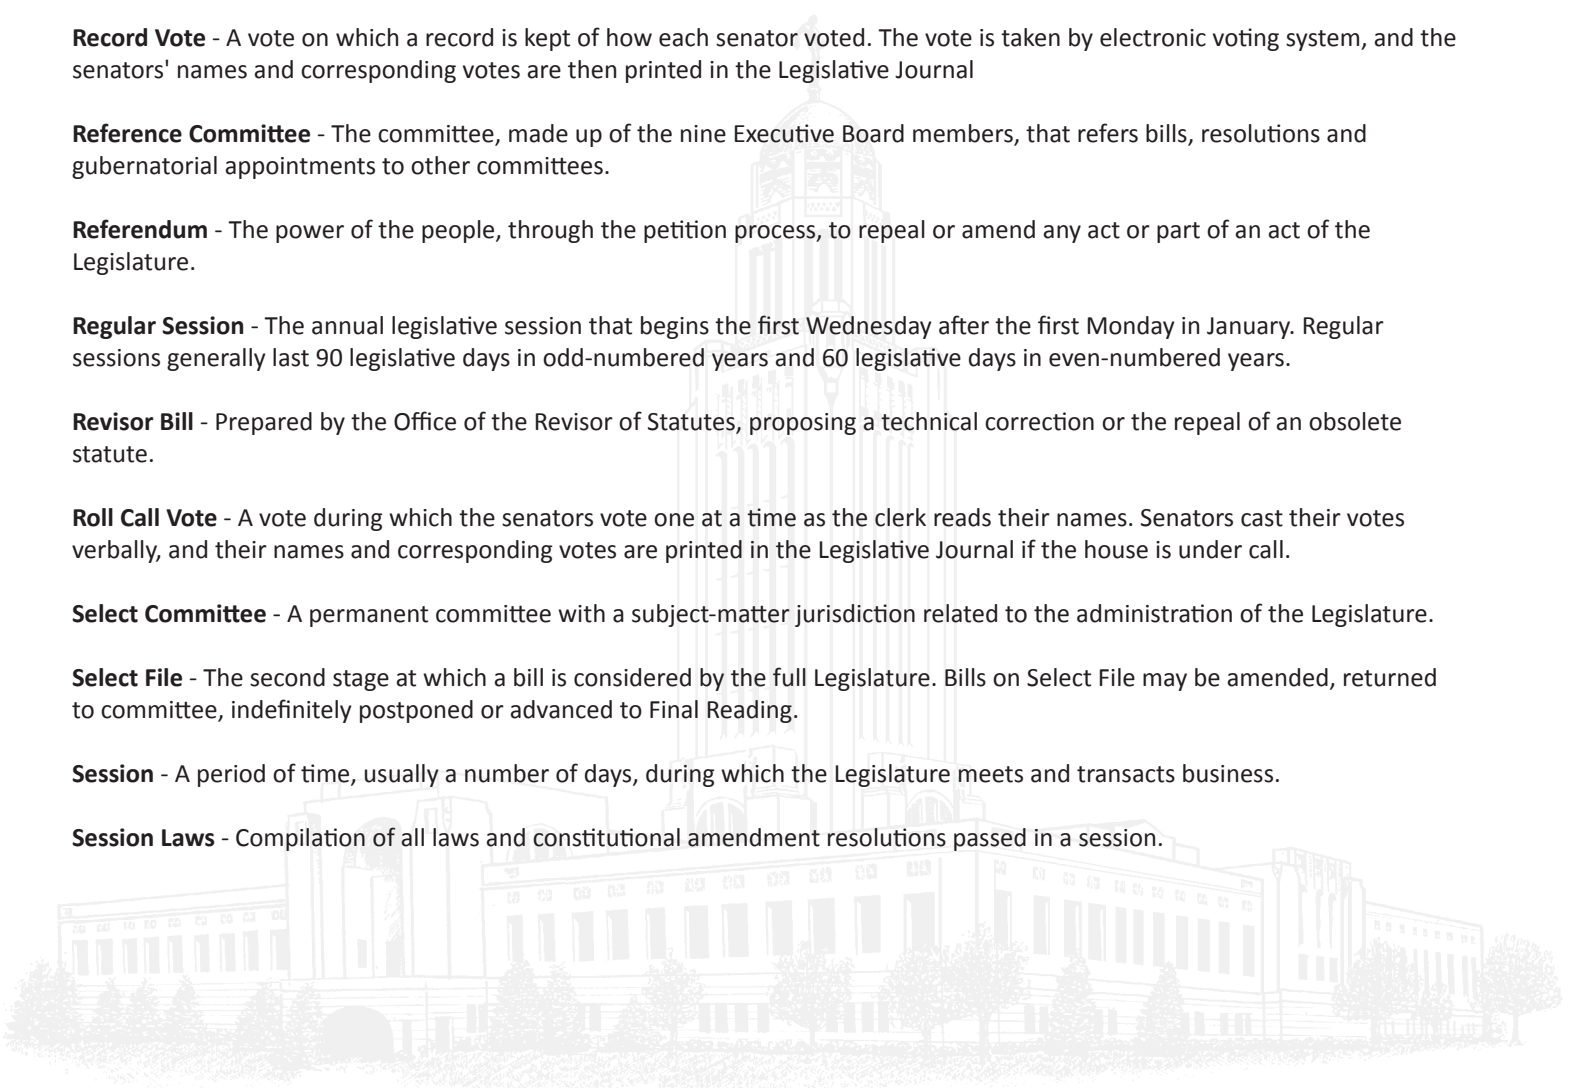 Record Vote - A vote on which a record is kept of how each senator voted. The vote is taken by electronic voting system, and the
senators' names and corresponding votes are then printed in the Legislative Journal
Reference Committee - The committee, made up of the nine Executive Board members, that refers bills, resolutions and
gubernatorial appointments to other committees.
Referendum - The power of the people, through the petition process, to repeal or amend any act or part of an act of the
Legislature.
Regular Session - The annual legislative session that begins the first Wednesday after the first Monday in January. Regular
sessions generally last 90 legislative days in odd-numbered years and 60 legislative days in even-numbered years.
Revisor Bill - Prepared by the Office of the Revisor of Statutes, proposing a technical correction or the repeal of an obsolete
statute.
Roll Call Vote - A vote during which the senators vote one at a time as the clerk reads their names. Senators cast their votes
verbally, and their names and corresponding votes are printed in the Legislative Journal if the house is under call.
Select Committee - A permanent committee with a subject-matter jurisdiction related to the administration of the Legislature.
Select File - The second stage at which a bill is considered by the full Legislature. Bills on Select File may be amended, returned
to committee, indefinitely postponed or advanced to Final Reading.
Session - A period of time, usually a number of days, during which the Legislature meets and transacts business.
Session Laws - Compilation of all laws and constitutional amendment resolutions passed in a session.